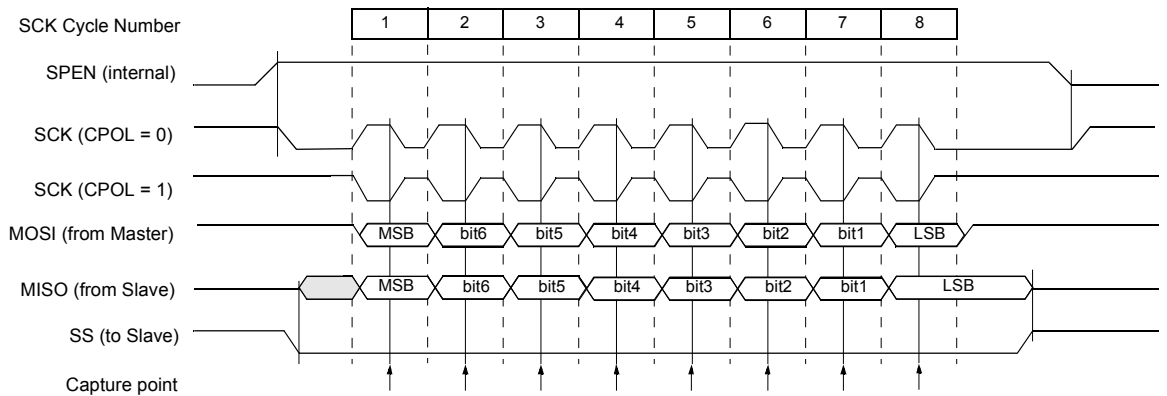 SCK Cycle Number 1 2 3 4 5 6 7 8
SPEN (internal)
SCK (CPOL = 0)
SCK (CPOL = 1)
MOSI (from Master) MSB bit6 bit5 bit4 bit3 bit2 bit1 LSB
MISO (from Slave) MSB bit6 bit5 bit4 bit3 bit2 bit1 LSB
SS (to Slave)
Capture point